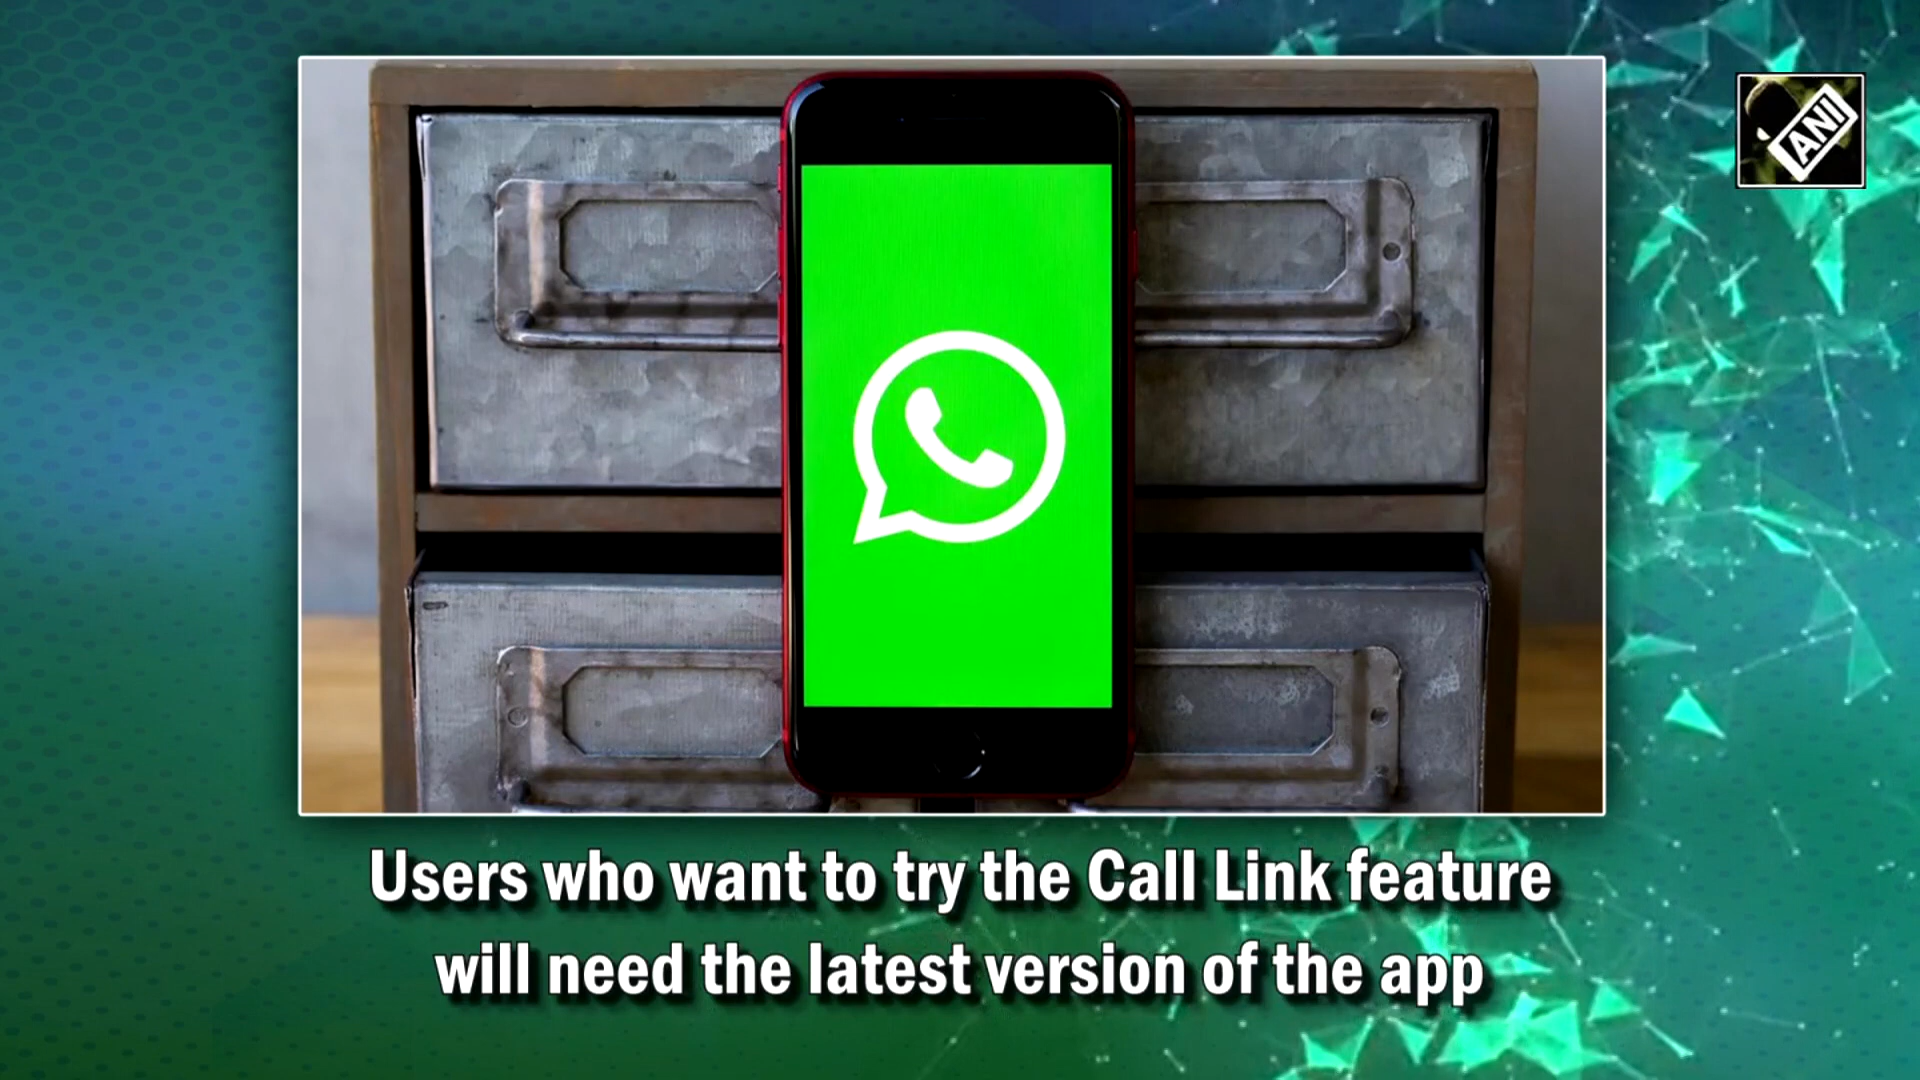 ANI
Users who want to try the Call Link feature
will need the latest version of the app